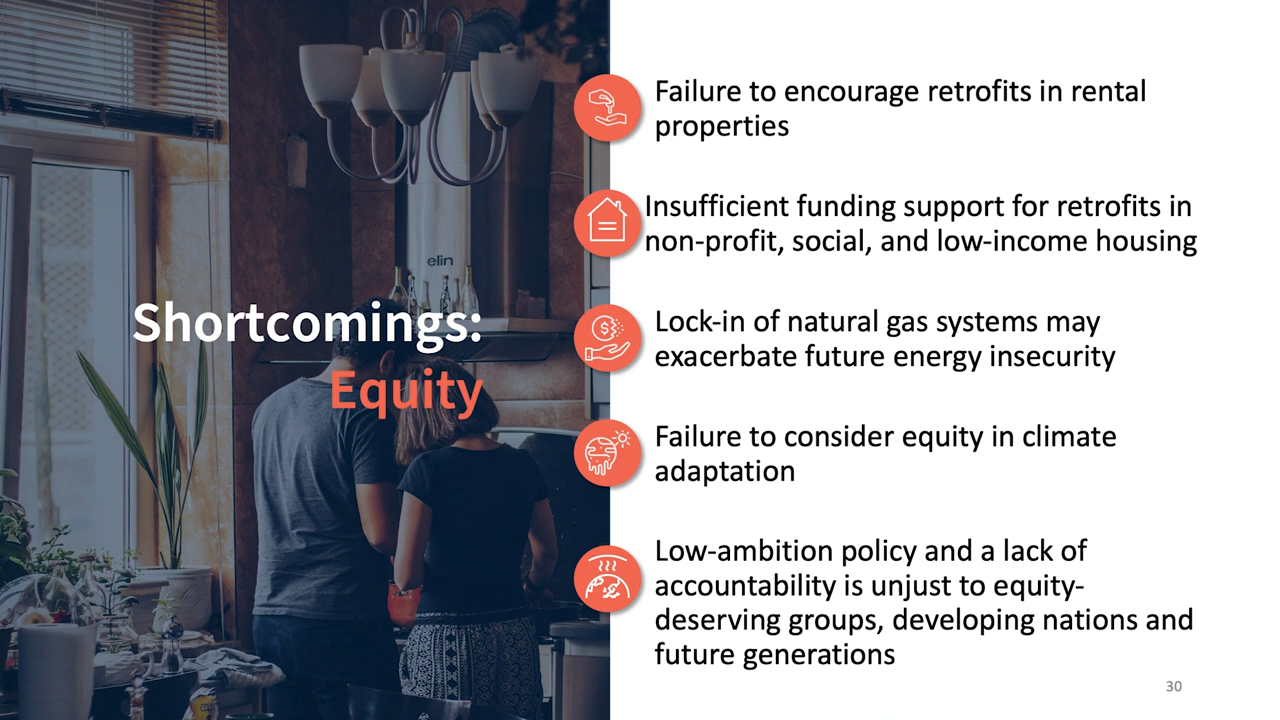 elin
Shortcomings:
Equity
Failure to encourage retrofits in rental
properties
Insufficient funding support for retrofits in
non-profit, social, and low-income housing
Lock-in of natural gas systems may
exacerbate future energy insecurity
Failure to consider equity in climate
adaptation
Low-ambition policy and a lack of
accountability is unjust to equity-
deserving groups, developing nations and
future generations
30